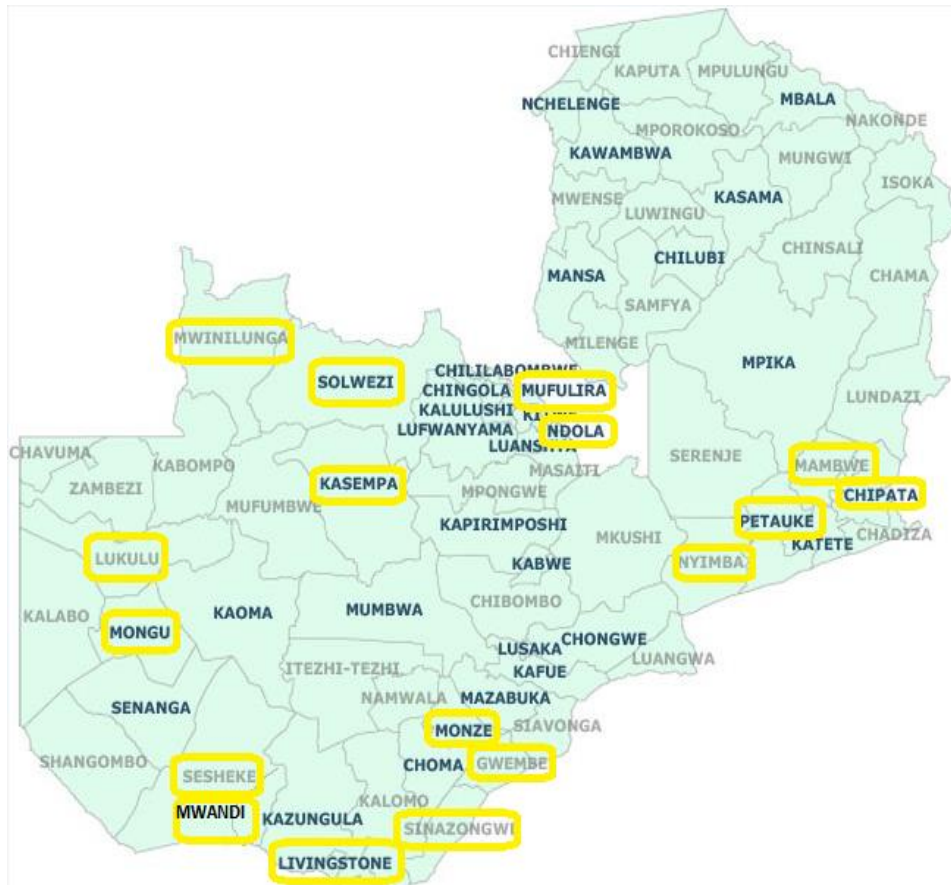 CHIENGI
KAPUTA
MPULUNGU
MBALA
NCHELENGE
NAKONDE
MPOROKOSO
KAWAMBWA
MUNGWI
ISOKA
MWENSE
KASAMA
LUWINGU
CHINSALI
CHILUBI
MANSA
CHAMA
SAMFYA
MWINILUNGA
MILENGE
MPIKA
CHILILABOMBWE
SOLWEZI
CHINGOLA
MUFULIRA
LUNDAZI
KALULUSHI
LUFWANYAMA
NDOLA
LUANSHYA
CHAVUMA
KABOMPO
SERENJE
MASAITI
MAMBWE
ZAMBEZI
KASEMPA
MPONGWE
CHIPATA
MUFUMBWE
PETAUKE
KAPIRIMPOSHI
MKUSHI
CHADIZA
KATETE
LUKULU
KABWE
NYIMBA
CHIBOMBO
KALABO
KAOMA
MUMBWA
MONGU
CHONGWE
LUSAKA
LUANGWA
ITEZHI-TEZHI
KAFUE
NAMWALA
MAZABUKA
SENANGA
SIAVONGA
MONZE
SHANGOMBO
CHOMA
GWEMBE
SESHEKE
KALOMO
MWANDI
KAZUNGULA
SINAZONGWE
LIVINGSTONE